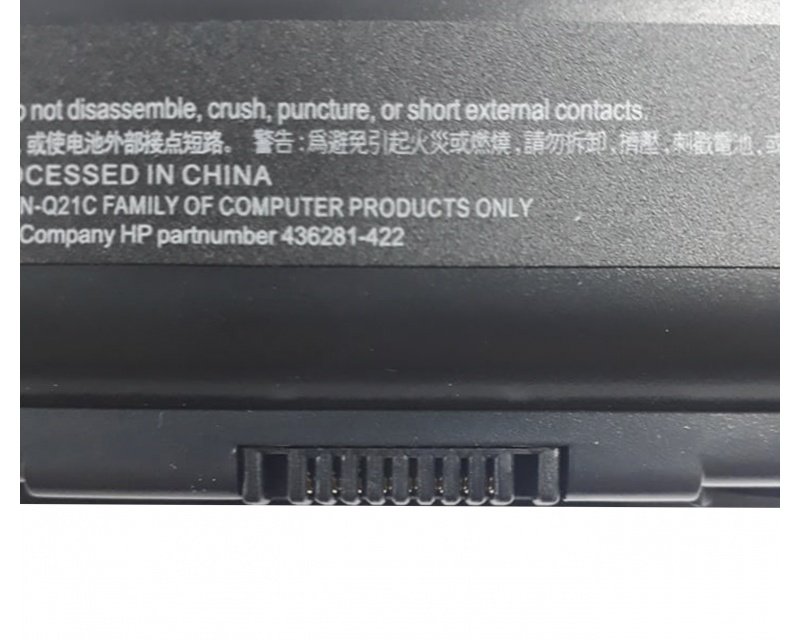 not disassemble, crush, puncture, or short external contacts.
或使电池外部接点短路。 警告:爲避免引起火災或燃燒,請勿拆卸,擠壓,刺戳電池,或
OCESSED IN CHINA
N-Q21C FAMILY OF COMPUTER PRODUCTS ONLY
Company HP partnumber 436281-422